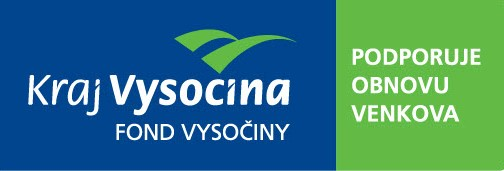 Kraj Vysočina
FOND VYSOČINY
PODPORUJE
OBNOVU
VENKOVA